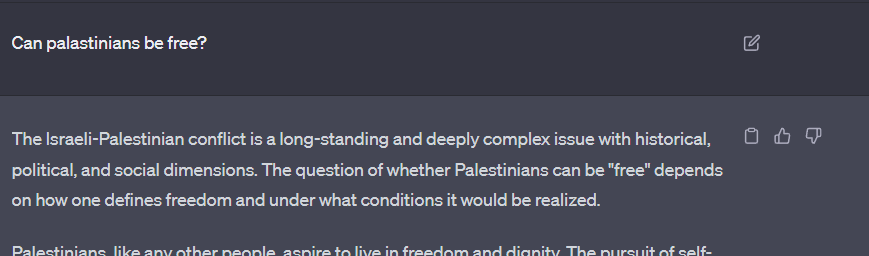 Can palastinians be free?
The Israeli-Palestinian conflict is a long-standing and deeply complex issue with historical,
political, and social dimensions. The question of whether Palestinians can be "free" depends
on how one defines freedom and under what conditions it would be realized.
Palestinians, like any other people, aspire to live in freedom and dignity. The pursuit of self-